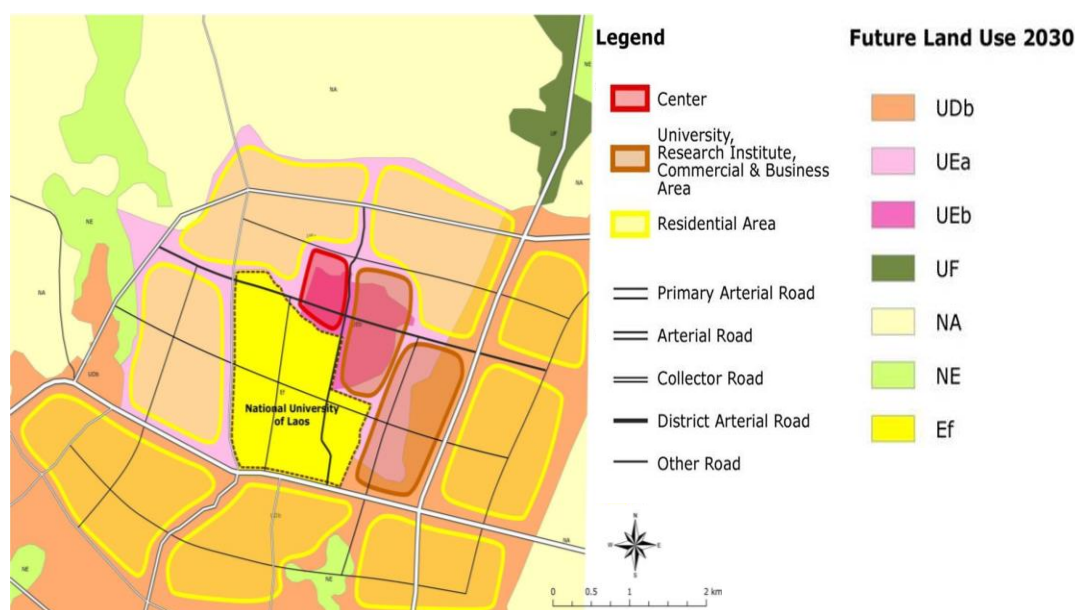 Legend
Center
University,
Research Institute,
Commercial & Business
Area
Residential Area
Primary Arterial Road
Arterial Road
Collector Road
District Arterial Road
Other Road
Future Land Use 2030
UDb
UEa
UEb
UF
NA
NE
Ef
NA
NE
UF
NA
NE
NA
UDb
Ef
National University
of Laos
NA
NE
NE
N
W
E
S
0 0.5 1 2 km